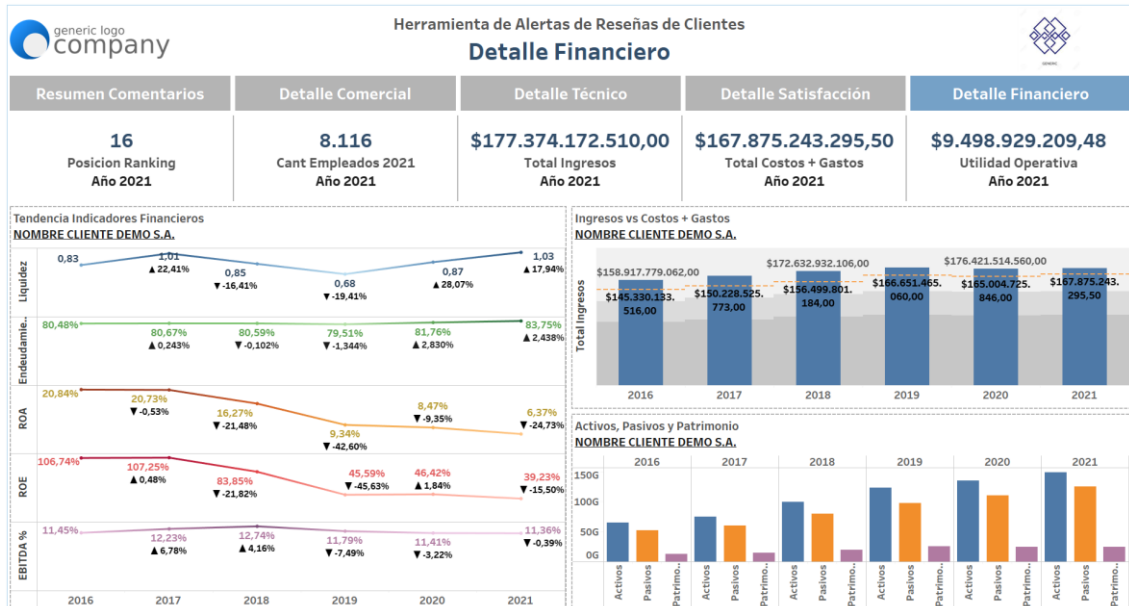 generic logo
company
Herramienta de Alertas de Reseñas de Clientes
Detalle Financiero
GENERIC
Resumen Comentarios
Detalle Comercial
Detalle Técnico
Detalle Satisfacción
Detalle Financiero
16
Posicion Ranking
Año 2021
8.116
Cant Empleados 2021
Año 2021
$177.374.172.510,00
Total Ingresos
Año 2021
$167.875.243.295,50
Total Costos + Gastos
Año 2021
$9.498.929.209,48
Utilidad Operativa
Año 2021
Tendencia Indicadores Financieros
NOMBRE CLIENTE DEMO S.A.
Liquidez
0,83
1,01
▲ 22,41%
0,85
▼ -16,41%
0,68
▼ -19,41%
0,87
▲ 28,07%
1,03
▲ 17,94%
Endeudamie..
80,48%
80,67%
▲ 0,243%
80,59%
▼ -0,102%
79,51%
▼ -1,344%
81,76%
▲ 2,830%
83,75%
▲ 2,438%
ROA
20,84%
20,73%
▼ -0,53%
16,27%
▼ -21,48%
9,34%
▼ -42,60%
8,47%
▼ -9,35%
6,37%
▼ -24,73%
ROE
106,74%
107,25%
▲ 0,48%
83,85%
▼ -21,82%
45,59%
▼ -45,63%
46,42%
▲ 1,84%
39,23%
▼ -15,50%
EBITDA %
11,45%
12,23%
▲ 6,78%
12,74%
▲ 4,16%
11,79%
▼ -7,49%
11,41%
▼ -3,22%
11,36%
▼ -0,39%
2016 2017 2018 2019 2020 2021
Ingresos vs Costos + Gastos
NOMBRE CLIENTE DEMO S.A.
Total Ingresos
$158.917.779.062,00
$172.632.932.106,00
$176.421.514.560,00
$145.330.133.
516,00
$150.228.525.
773,00
$156.499.801.
184,00
$166.651.465.
060,00
$165.004.725.
846,00
$167.875.243.
295,50
2016 2017 2018 2019 2020 2021
Activos, Pasivos y Patrimonio
NOMBRE CLIENTE DEMO S.A.
2016 2017 2018 2019 2020 2021
150G
100G
50G
0G
Activos
Pasivos
Patrimo..
Activos
Pasivos
Patrimo..
Activos
Pasivos
Patrimo..
Activos
Pasivos
Patrimo..
Activos
Pasivos
Patrimo..
Activos
Pasivos
Patrimo..